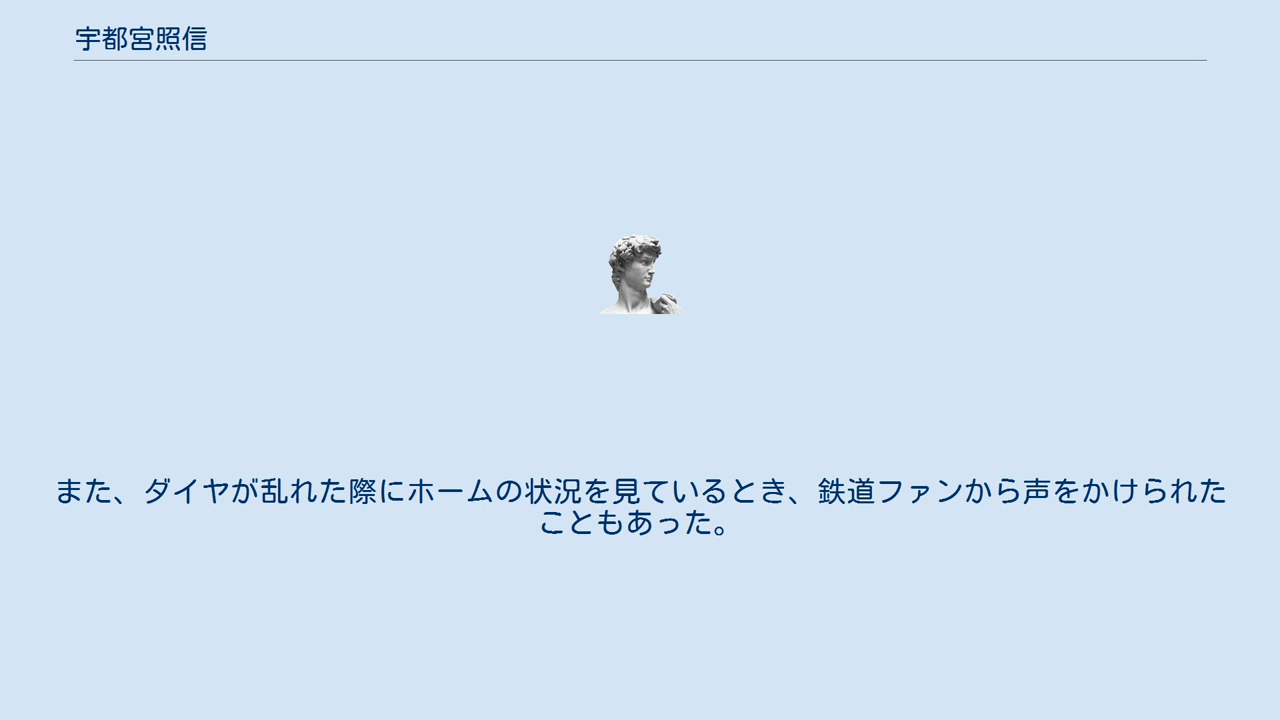 宇都宮照信
また、ダイヤが乱れた際にホームの状況を見ているとき、鉄道ファンから声をかけられた
こともあった。